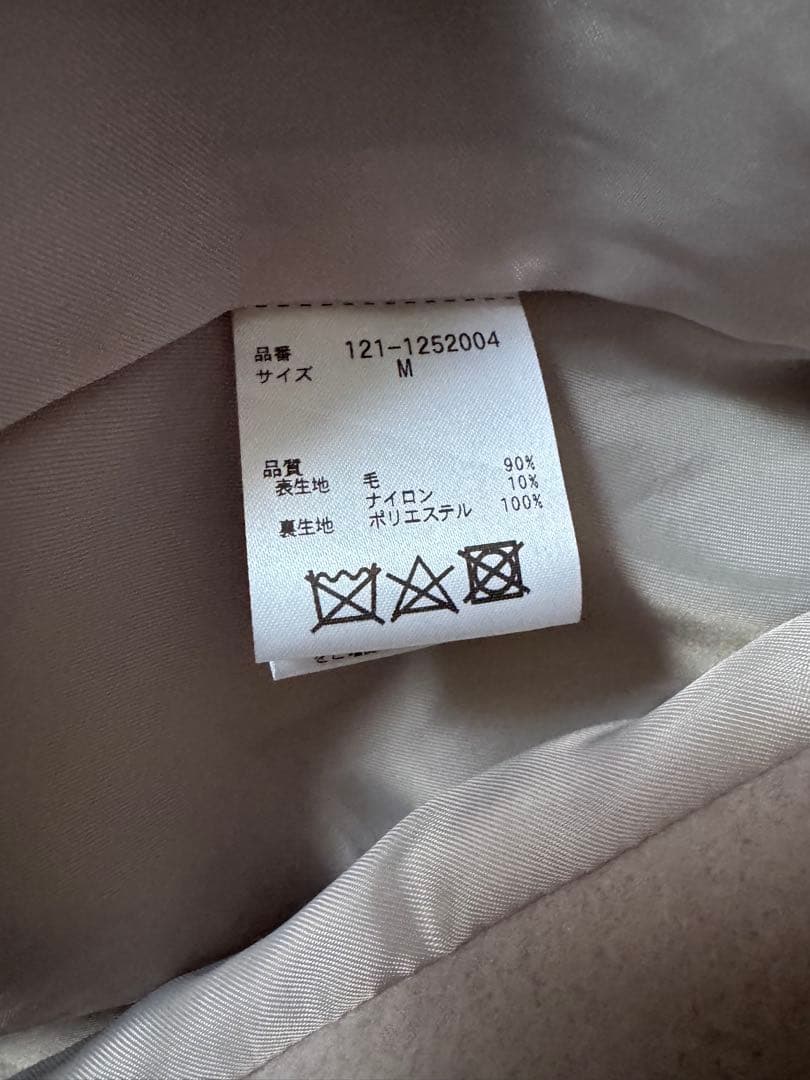 品番 121-1252004
サイズ M
品質
表生地 毛 90%
ナイロン 10%
裏生地 ポリエステル 100%